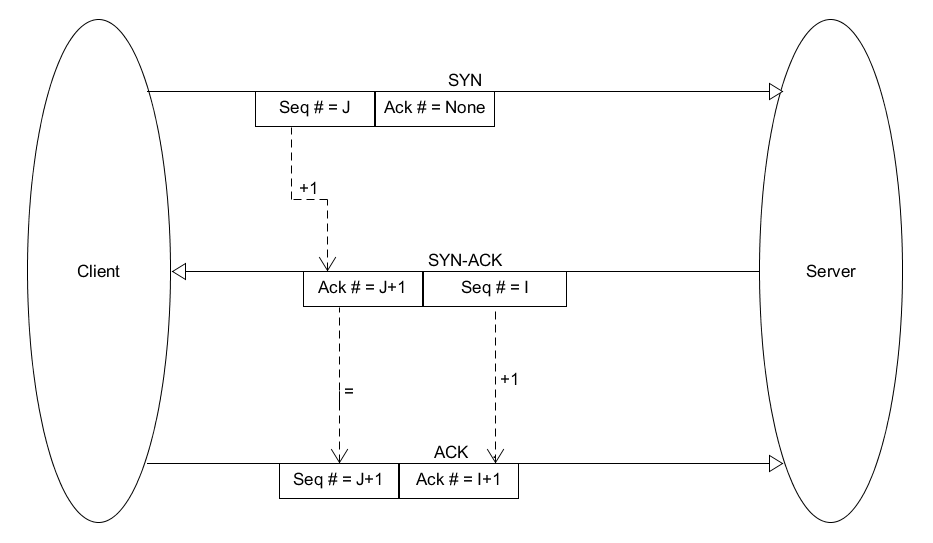 SYN
Seq # = J
Ack # = None
+1
SYN-ACK
Client
Server
Ack # = J+1
Seq # = I
+1
=
ACK
Seq # = J+1
Ack # = I+1